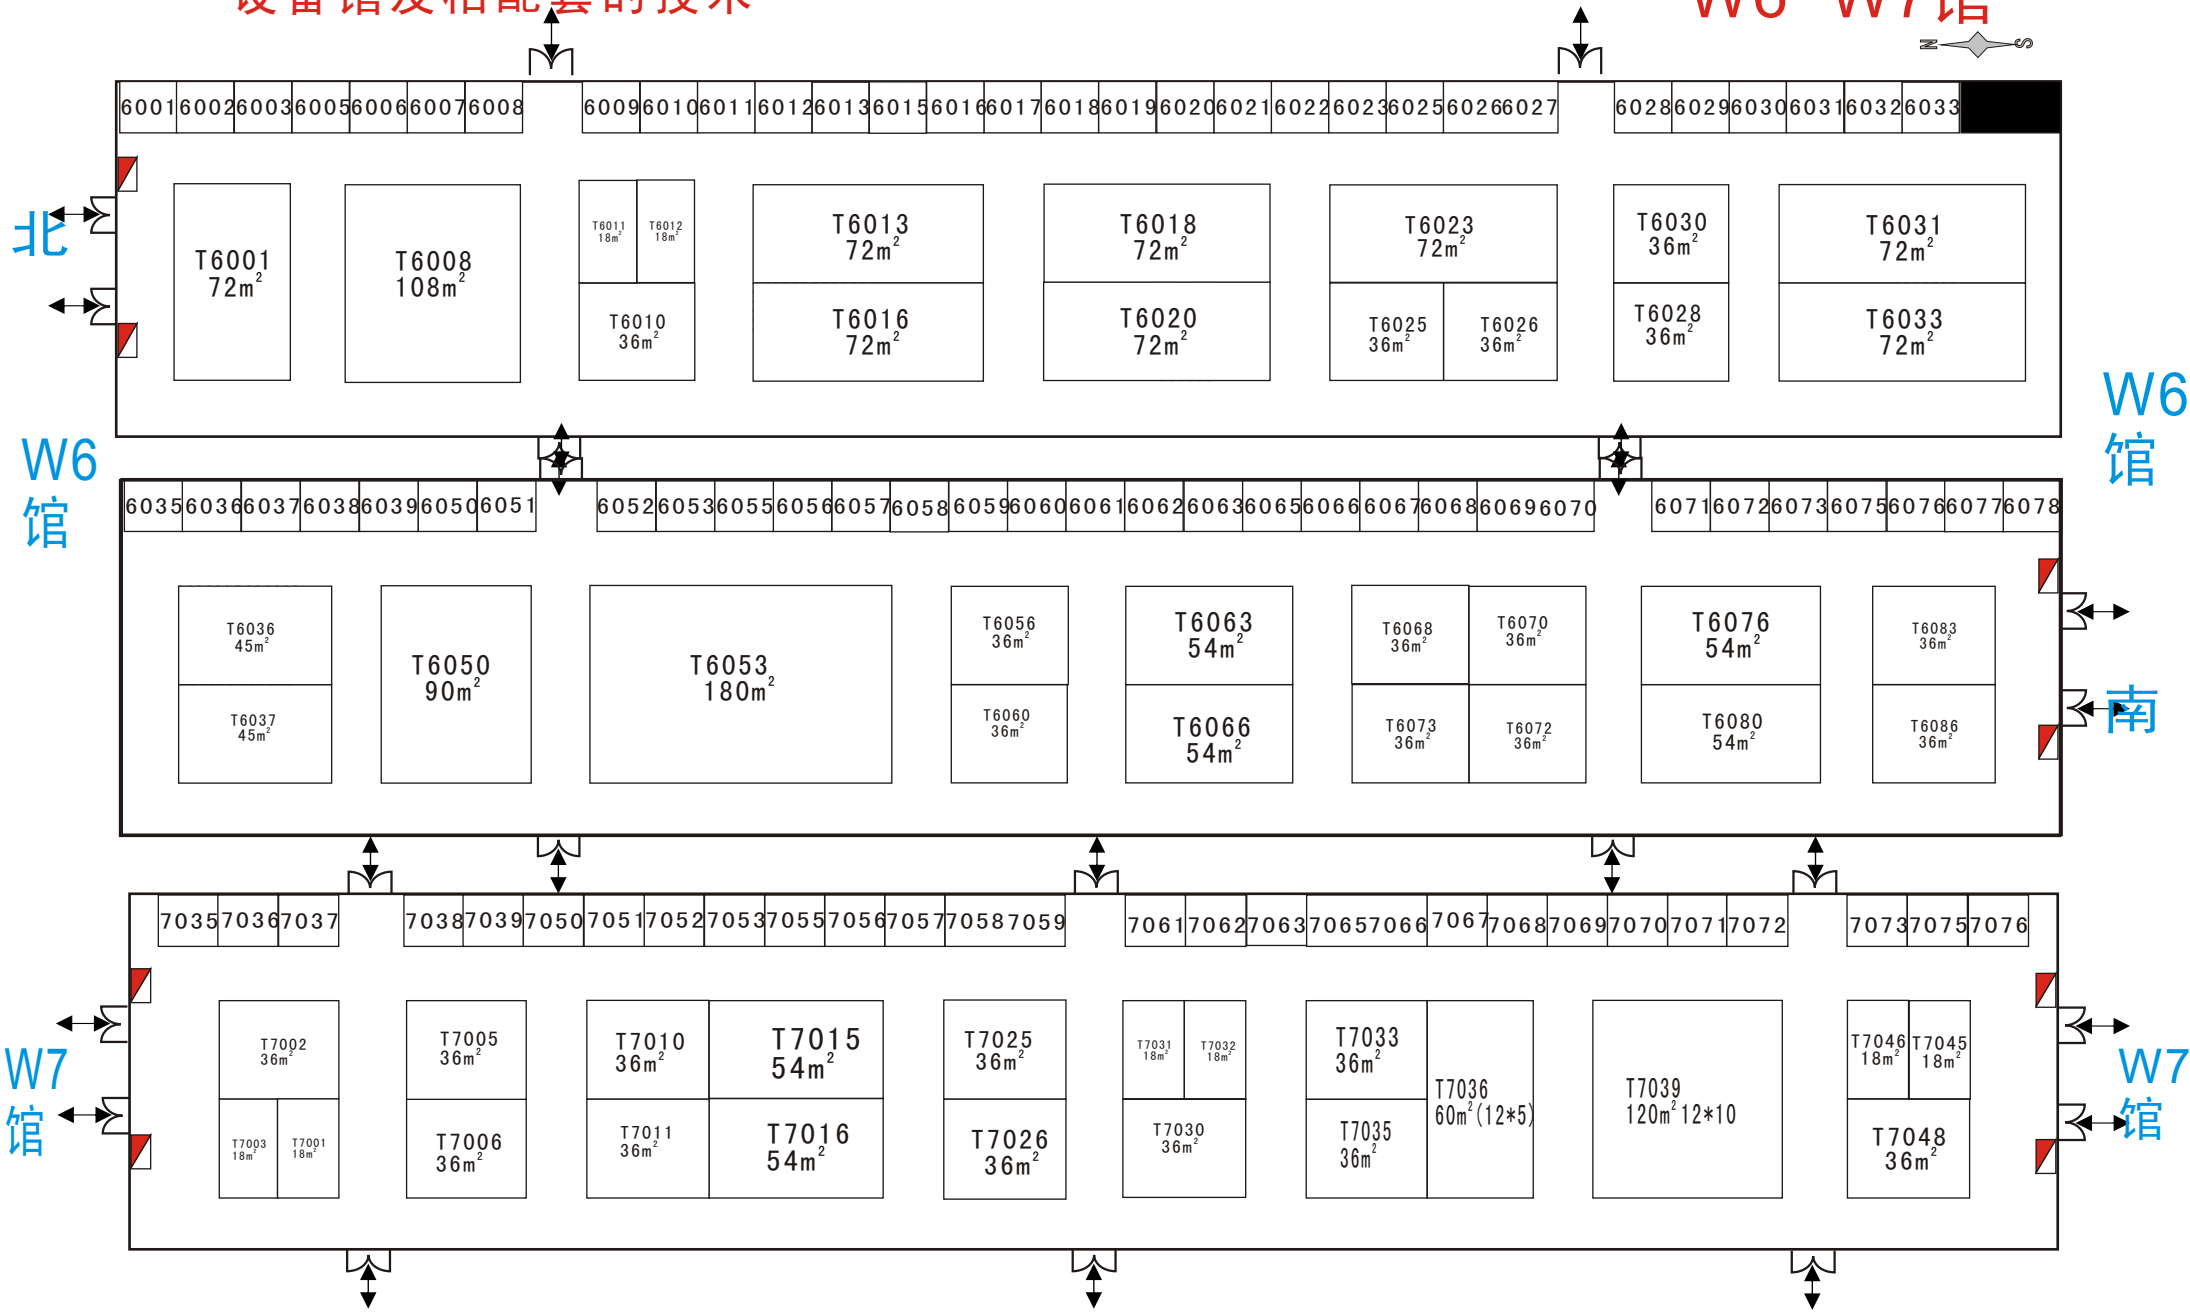 设备馆及相配套的技术
W6 W7馆
N S
6001 6002 6003 6005 6006 6007 6008 6009 6010 6011 6012 6013 6015 6016 6017 6018 6019 6020 6021 6022 6023 6025 6026 6027 6028 6029 6030 6031 6032 6033
北
T6001
72m²
T6008
108m²
T6011
18m²
T6012
18m²
T6010
36m²
T6013
72m²
T6016
72m²
T6018
72m²
T6020
72m²
T6023
72m²
T6025
36m²
T6026
36m²
T6030
36m²
T6028
36m²
T6031
72m²
T6033
72m²
W6
馆
W6
馆
6035 6036 6037 6038 6039 6050 6051 6052 6053 6055 6056 6057 6058 6059 6060 6061 6062 6063 6065 6066 6067 6068 6069 6070 6071 6072 6073 6075 6076 6077 6078
T6036
45m²
T6037
45m²
T6050
90m²
T6053
180m²
T6056
36m²
T6060
36m²
T6063
54m²
T6066
54m²
T6068
36m²
T6070
36m²
T6073
36m²
T6072
36m²
T6076
54m²
T6080
54m²
T6083
36m²
T6086
36m²
南
7035 7036 7037 7038 7039 7050 7051 7052 7053 7055 7056 7057 7058 7059 7061 7062 7063 7065 7066 7067 7068 7069 7070 7071 7072 7073 7075 7076
W7
馆
T7002
36m²
T7003
18m²
T7001
18m²
T7005
36m²
T7006
36m²
T7010
36m²
T7011
36m²
T7015
54m²
T7016
54m²
T7025
36m²
T7026
36m²
T7031
18m²
T7032
18m²
T7030
36m²
T7033
36m²
T7035
36m²
T7036
60m²(12*5)
T7039
120m² 12*10
T7046
18m²
T7045
18m²
T7048
36m²
W7
馆